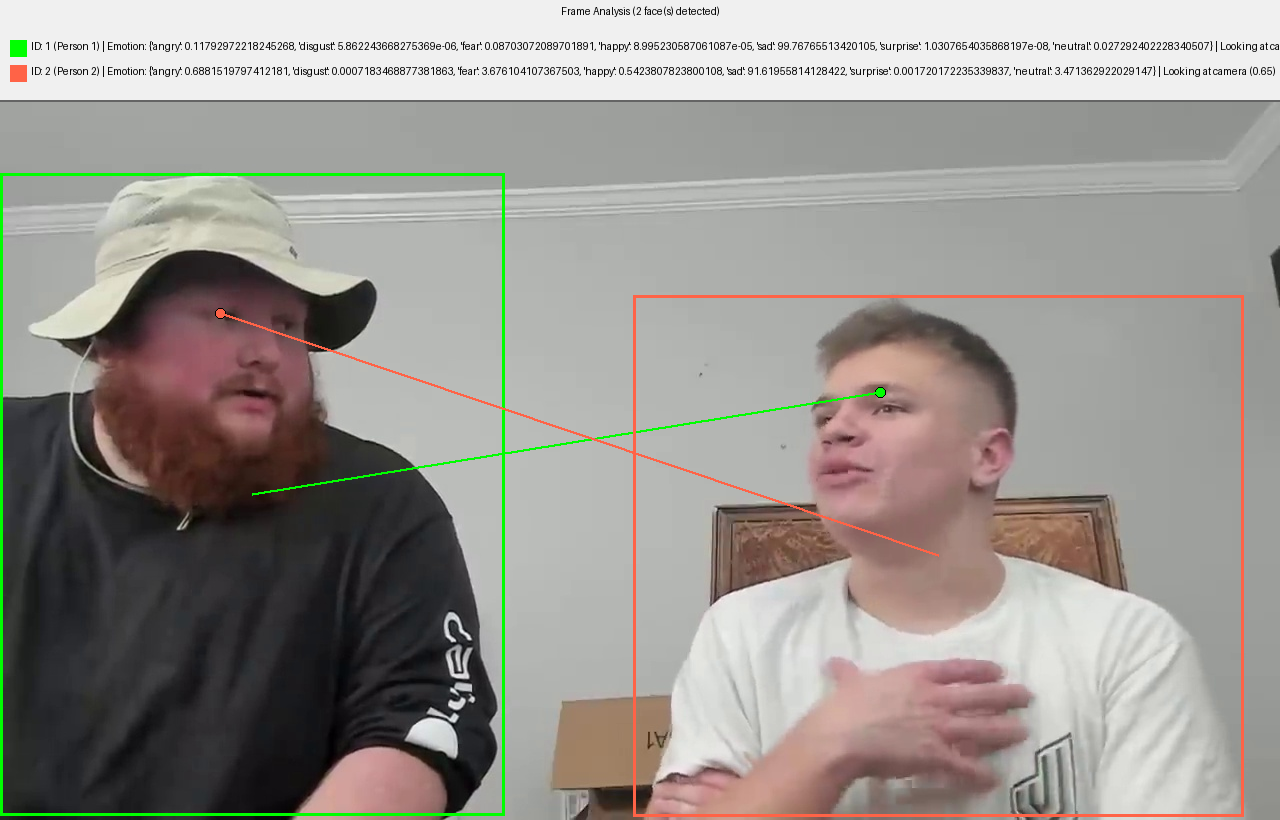 Frame Analysis (2 face(s) detected)
ID: 1 (Person 1) | Emotion: {'angry': 0.11792972218245268, 'disgust': 5.862243668275369e-06, 'fear': 0.08703072089701891, 'happy': 8.995230587061087e-05, 'sad': 99.76765513420105, 'surprise': 1.0307654035868197e-08, 'neutral': 0.027292402228340507} | Looking at ca
ID: 2 (Person 2) | Emotion: {'angry': 0.6881519797412181, 'disgust': 0.0007183468877381863, 'fear': 3.676104107367503, 'happy': 0.5423807823800108, 'sad': 91.61955814128422, 'surprise': 0.001720172235339837, 'neutral': 3.471362922029147} | Looking at camera (0.65)